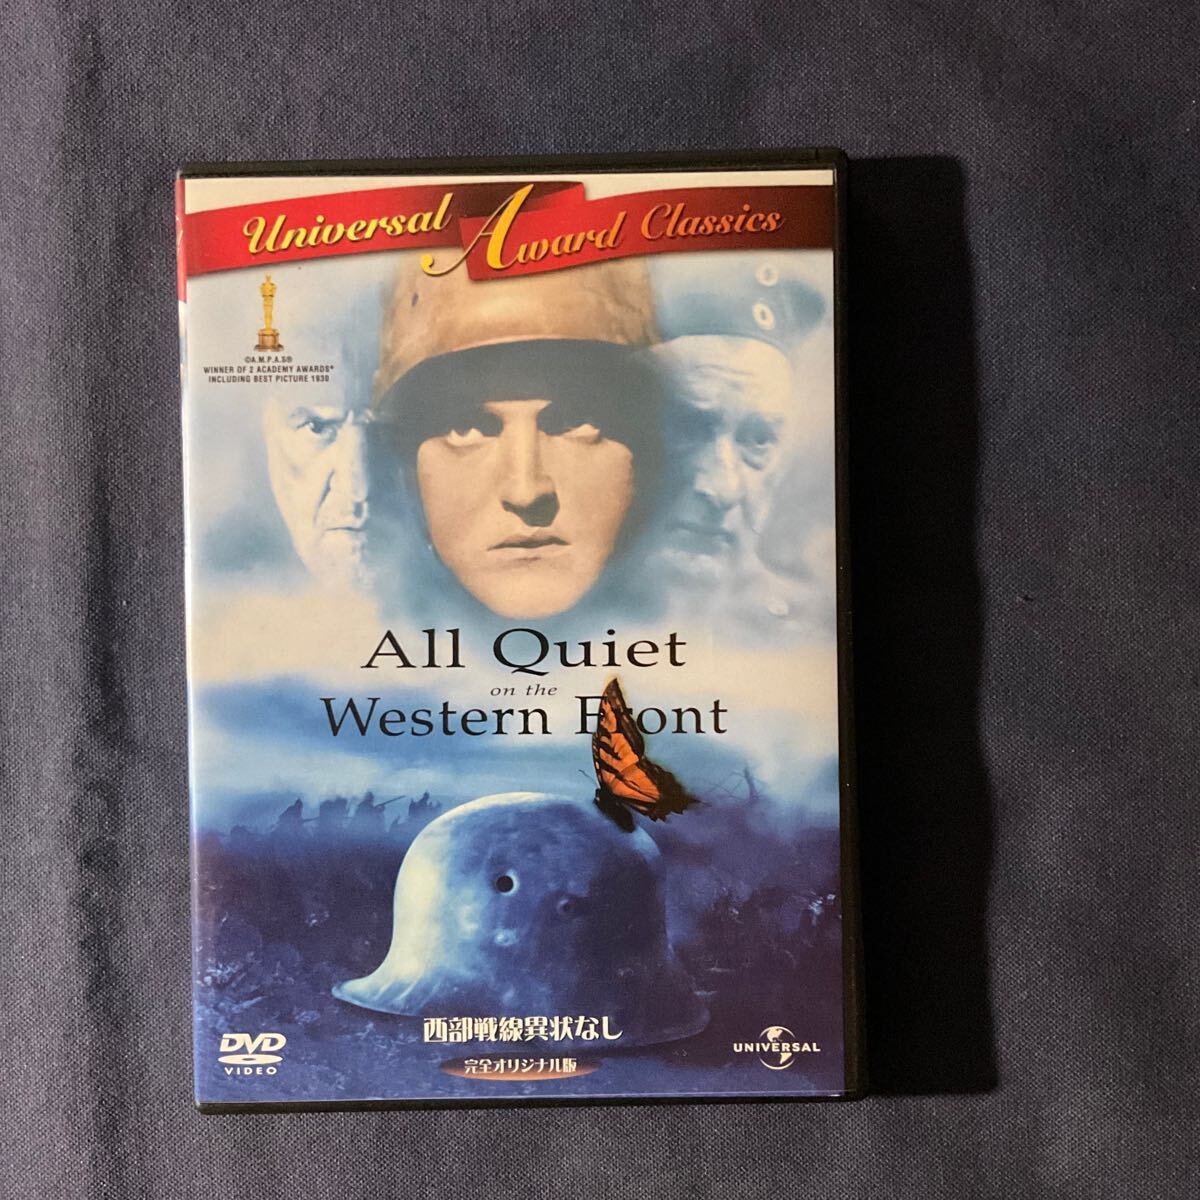 Universal Award Classics
©A.M.P.A.S®
WINNER OF 2 ACADEMY AWARDS®
INCLUDING BEST PICTURE 1930
All Quiet
on the
Western Front
西部戦線異状なし
完全オリジナル版
DVD
VIDEO
UNIVERSAL